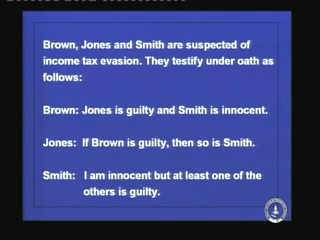 Brown, Jones and Smith are suspected of
income tax evasion. They testify under oath as
follows:
Brown: Jones is guilty and Smith is innocent.
Jones: If Brown is guilty, then so is Smith.
Smith: I am innocent but at least one of the
others is guilty.